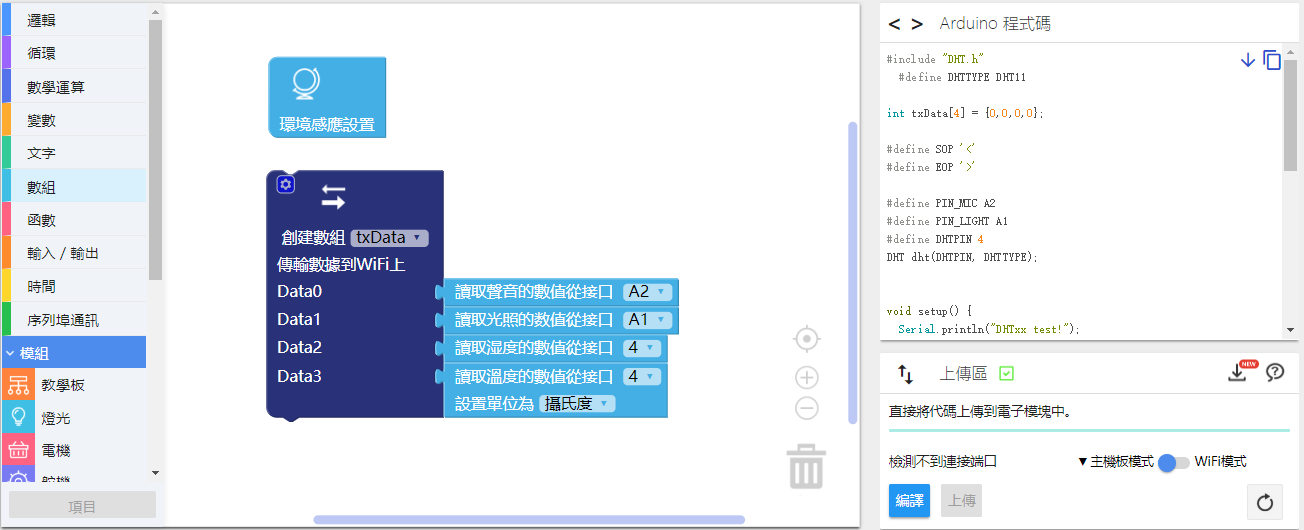 邏輯
循環
數學運算
變數
文字
數組
函數
輸入 / 輸出
時間
序列埠通訊
模組
教學板
燈光
電機
項目
環境感應設置
創建數組 txData
傳輸數據到WiFi上
Data0 讀取聲音的數值從接口 A2
Data1 讀取光照的數值從接口 A1
Data2 讀取湿度的數值從接口 4
Data3 讀取溫度的數值從接口 4
設置單位為 攝氏度
< > Arduino 程式碼
#include "DHT.h"
#define DHTTYPE DHT11
int txData[4] = {0,0,0,0};
#define SOP '<'
#define EOP '>'
#define PIN_MIC A2
#define PIN_LIGHT A1
#define DHTPIN 4
DHT dht(DHTPIN, DHTTYPE);
void setup() {
Serial.println("DHTxx test!");
上傳區
NEW
直接將代碼上傳到電子模塊中。
檢測不到連接端口
▼主機板模式 WiFi模式
編譯 上傳